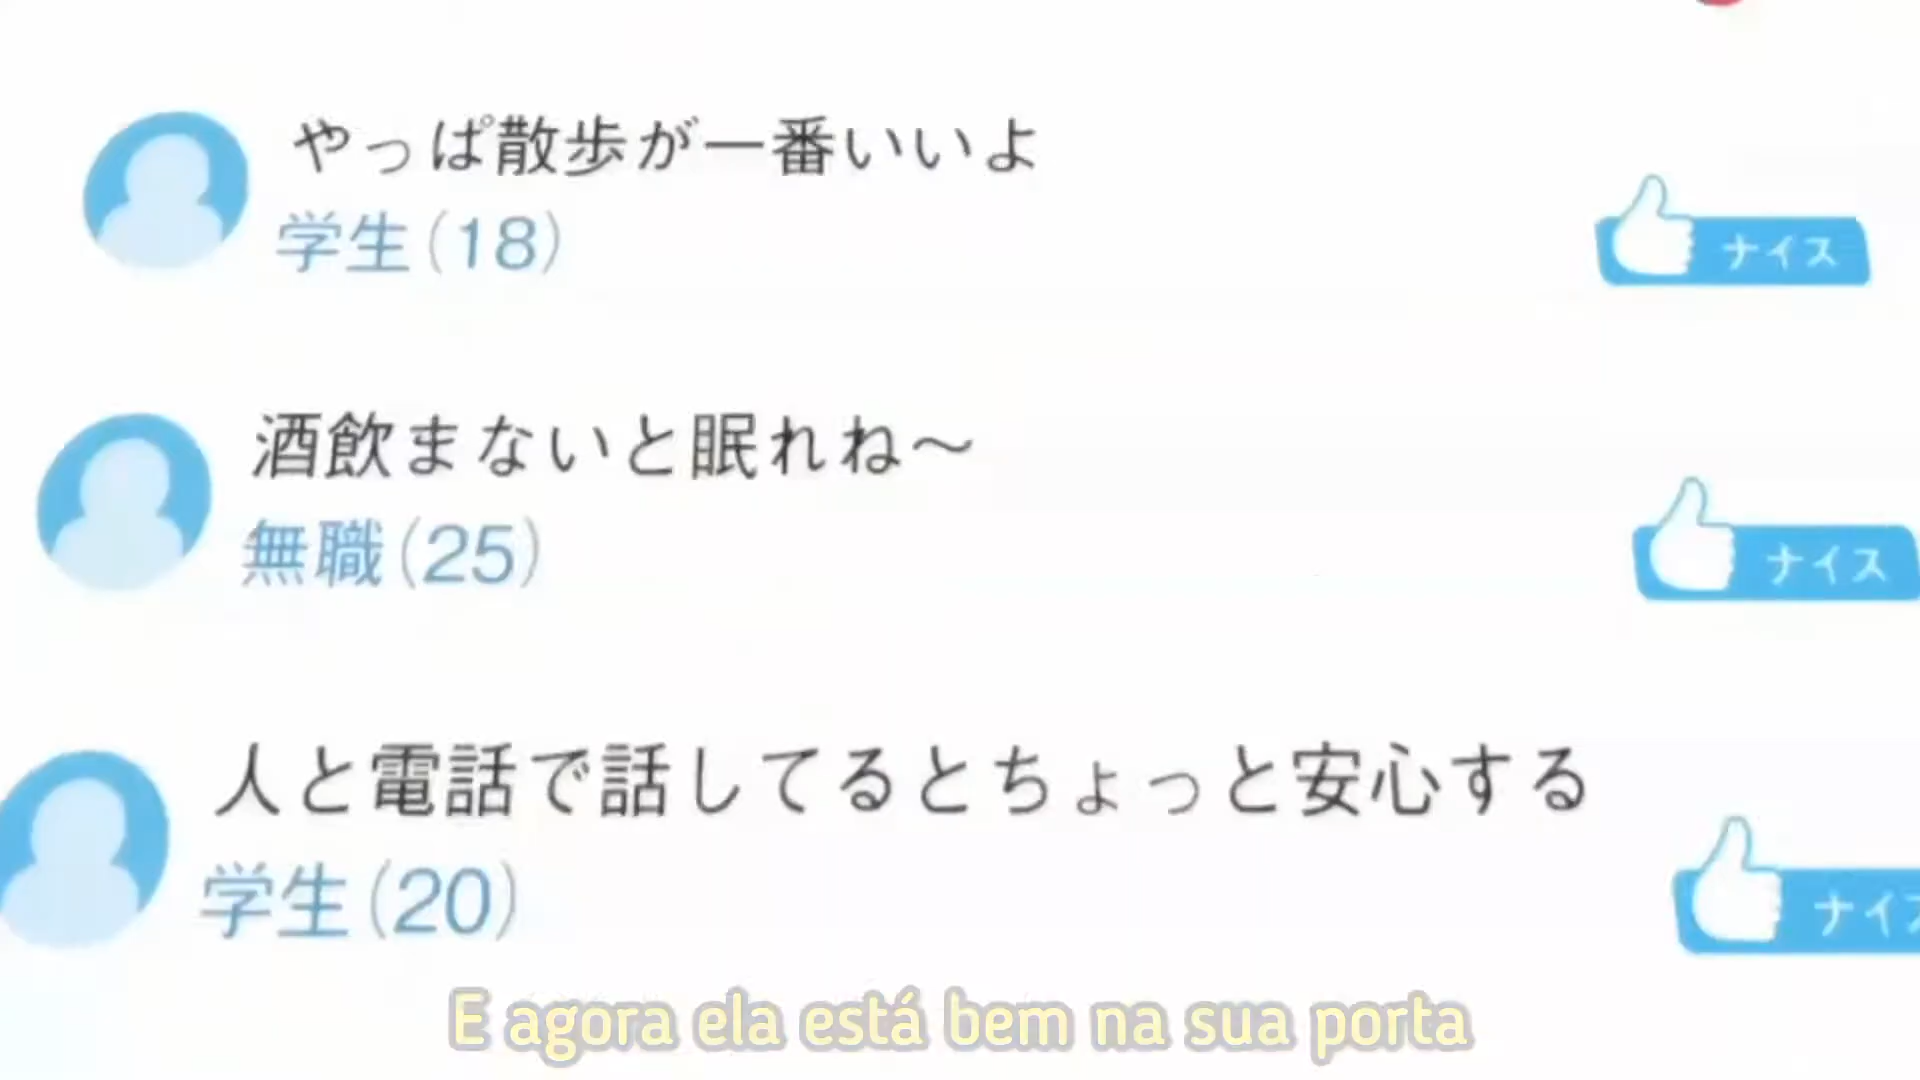 やっぱ散歩が一番いいよ
学生(18)
ナイス
酒飲まないと眠れね～
無職(25)
ナイス
人と電話で話してるとちょっと安心する
学生(20)
ナイス
E agora ela está bem na sua porta